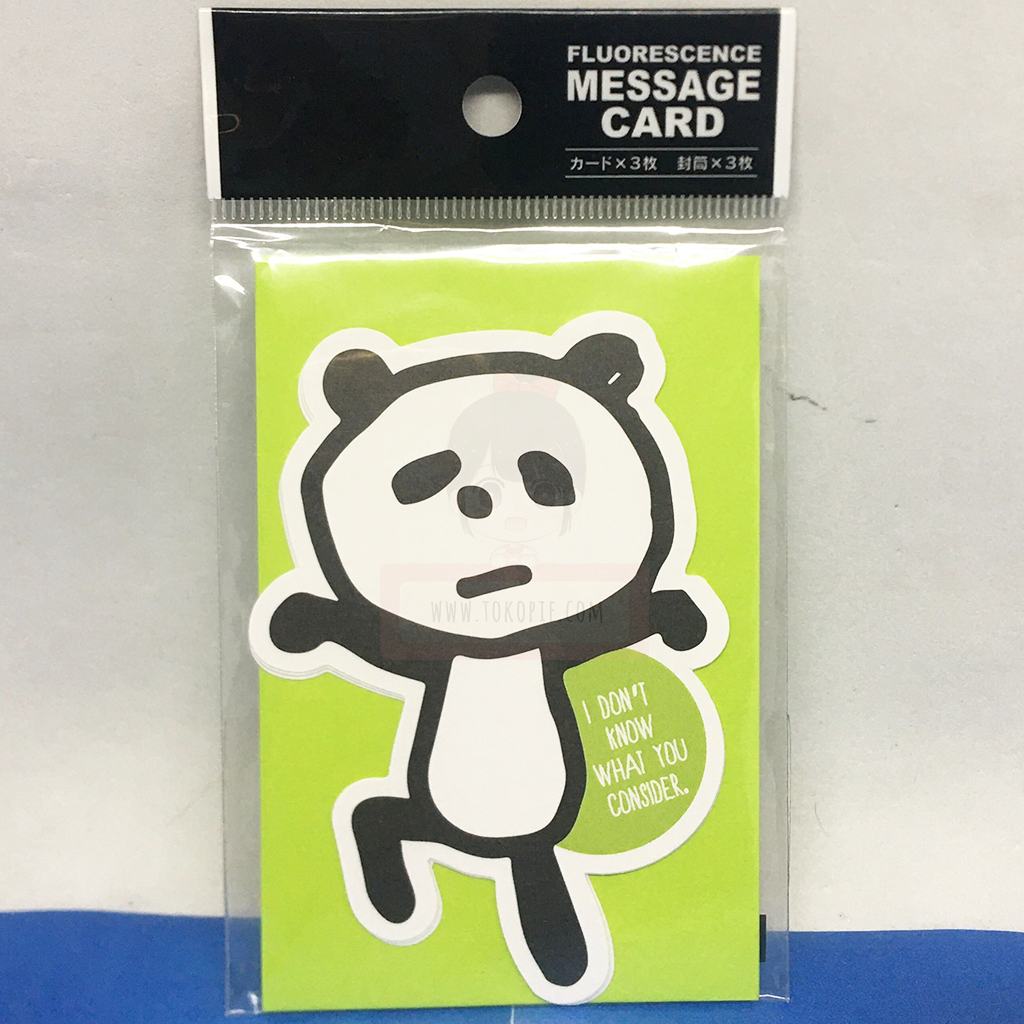 FLUORESCENCE
MESSAGE
CARD
カード×3枚 封筒×3枚
WWW.TOKOPIE.COM
I DON'T
KNOW
WHAT YOU
CONSIDER.